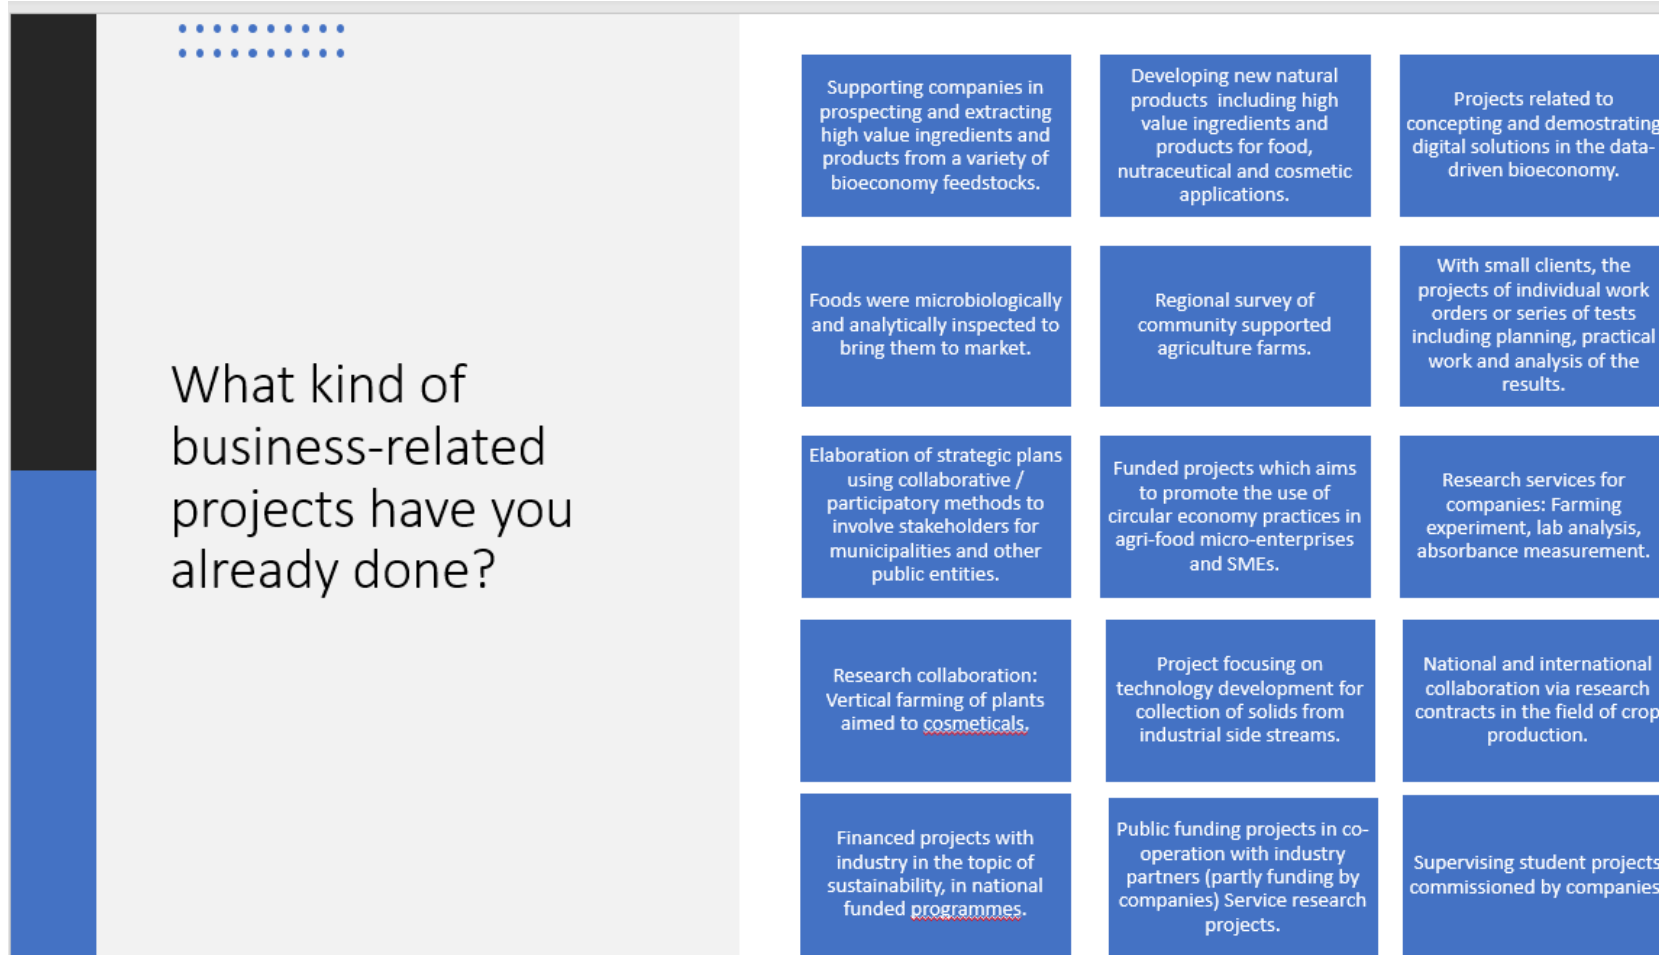 What kind of
business-related
projects have you
already done?
Supporting companies in
prospecting and extracting
high value ingredients and
products from a variety of
bioeconomy feedstocks.
Developing new natural
products  including high
value ingredients and
products for food,
nutraceutical and cosmetic
applications.
Projects related to
concepting and demostrating
digital solutions in the data-
driven bioeconomy.
Foods were microbiologically
and analytically inspected to
bring them to market.
Regional survey of
community supported
agriculture farms.
With small clients, the
projects of individual work
orders or series of tests
including planning, practical
work and analysis of the
results.
Elaboration of strategic plans
using collaborative /
participatory methods to
involve stakeholders for
municipalities and other
public entities.
Funded projects which aims
to promote the use of
circular economy practices in
agri-food micro-enterprises
and SMEs.
Research services for
companies: Farming
experiment, lab analysis,
absorbance measurement.
Research collaboration:
Vertical farming of plants
aimed to cosmeticals.
Project focusing on
technology development for
collection of solids from
industrial side streams.
National and international
collaboration via research
contracts in the field of crop
production.
Financed projects with
industry in the topic of
sustainability, in national
funded programmes.
Public funding projects in co-
operation with industry
partners (partly funding by
companies) Service research
projects.
Supervising student projects
commissioned by companies